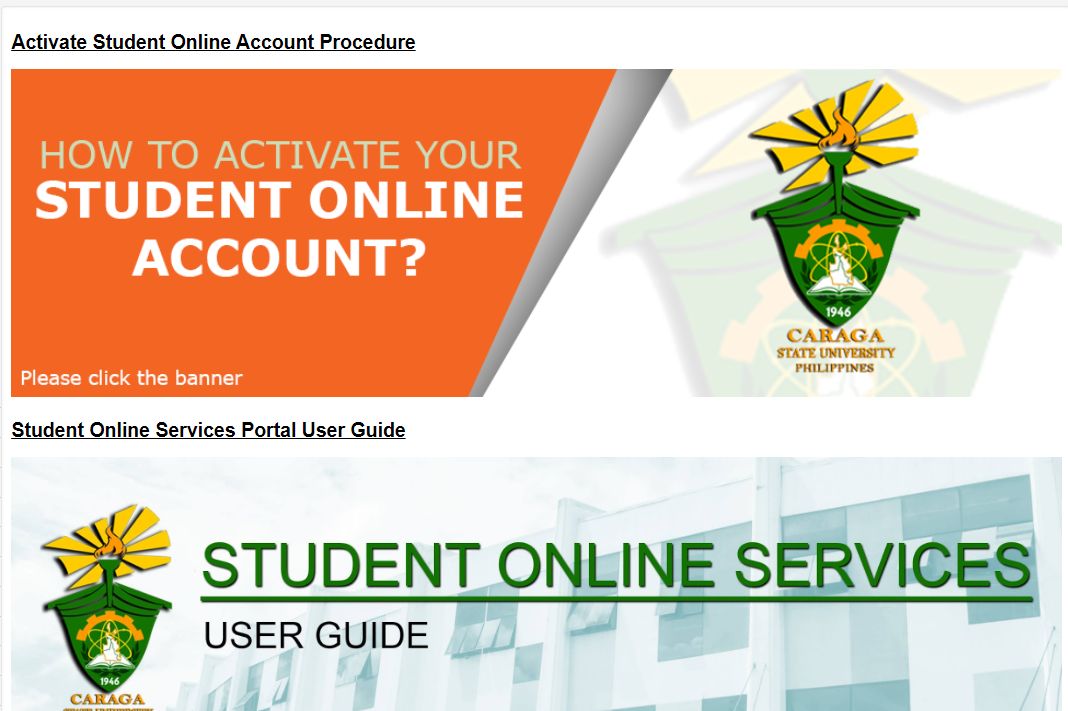 Activate Student Online Account Procedure
HOW TO ACTIVATE YOUR
STUDENT ONLINE
ACCOUNT?
Please click the banner
1946
CARAGA
STATE UNIVERSITY
PHILIPPINES
Student Online Services Portal User Guide
STUDENT ONLINE SERVICES
USER GUIDE
1946
CARAGA